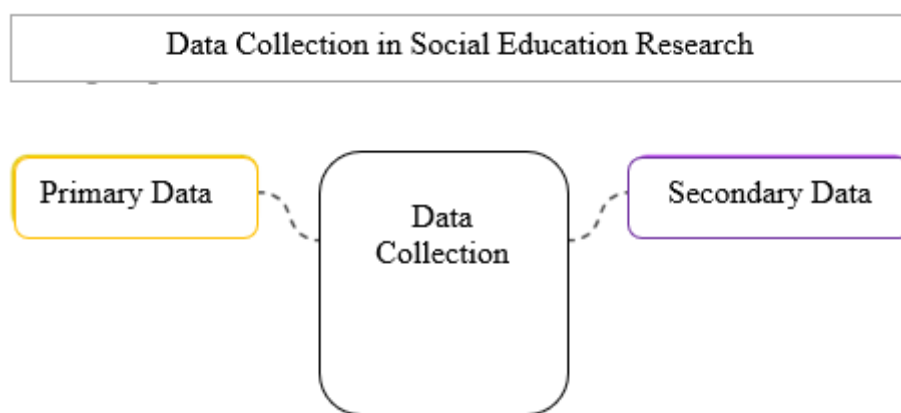 Data Collection in Social Education Research
Primary Data
Data
Collection
Secondary Data